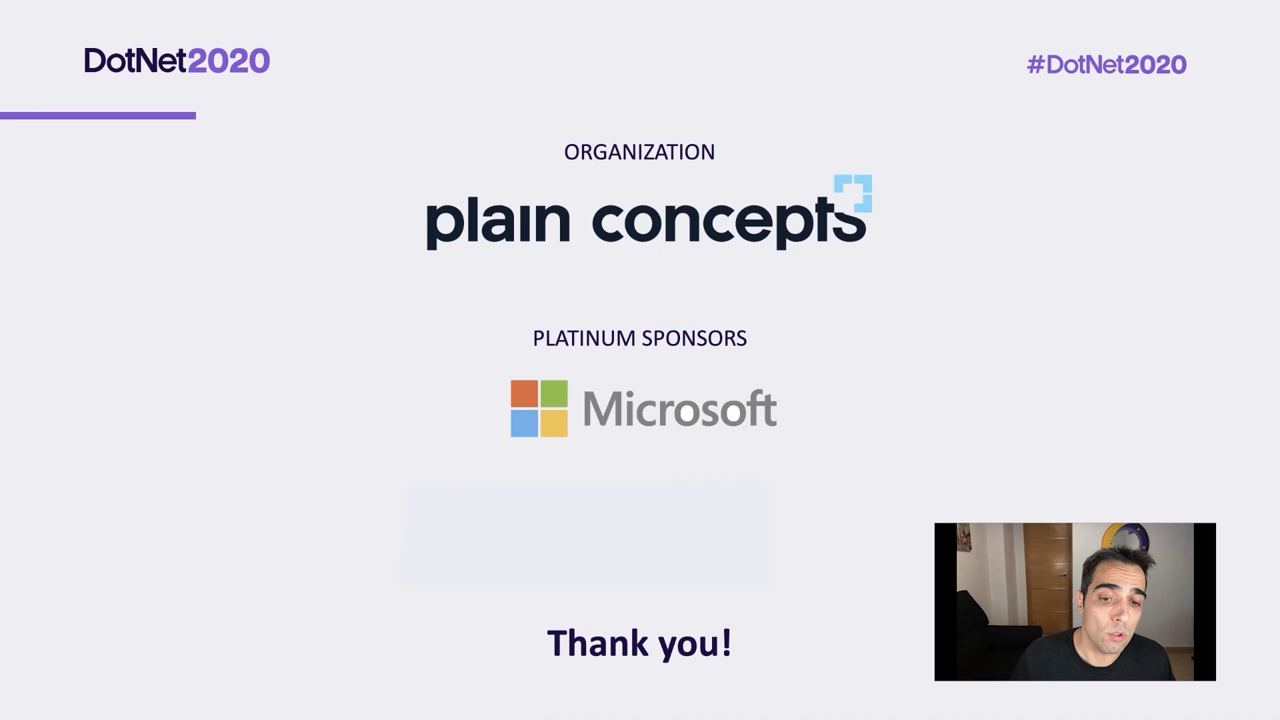 DotNet2020
#DotNet2020
ORGANIZATION
plain concepts
PLATINUM SPONSORS
Microsoft
Thank you!